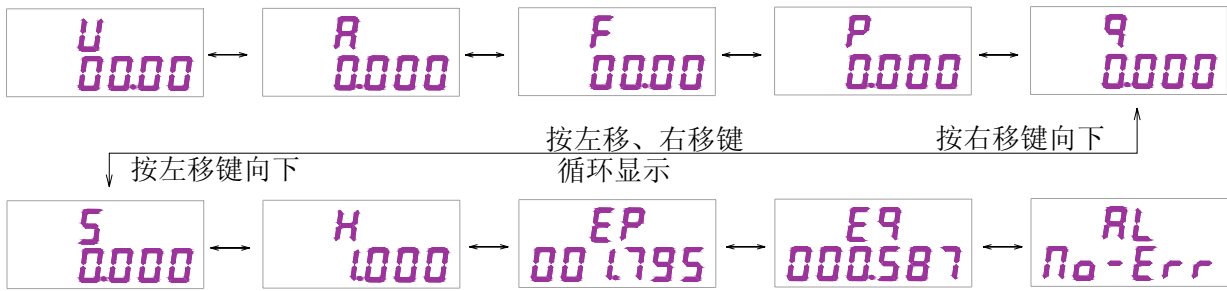 U
00.00
A
0.000
F
00.00
P
0.000
q
0.000
按左移、右移键
循环显示
按右移键向下
按左移键向下
S
0.000
H
1.000
EP
001.795
Eq
000.587
AL
no-Err